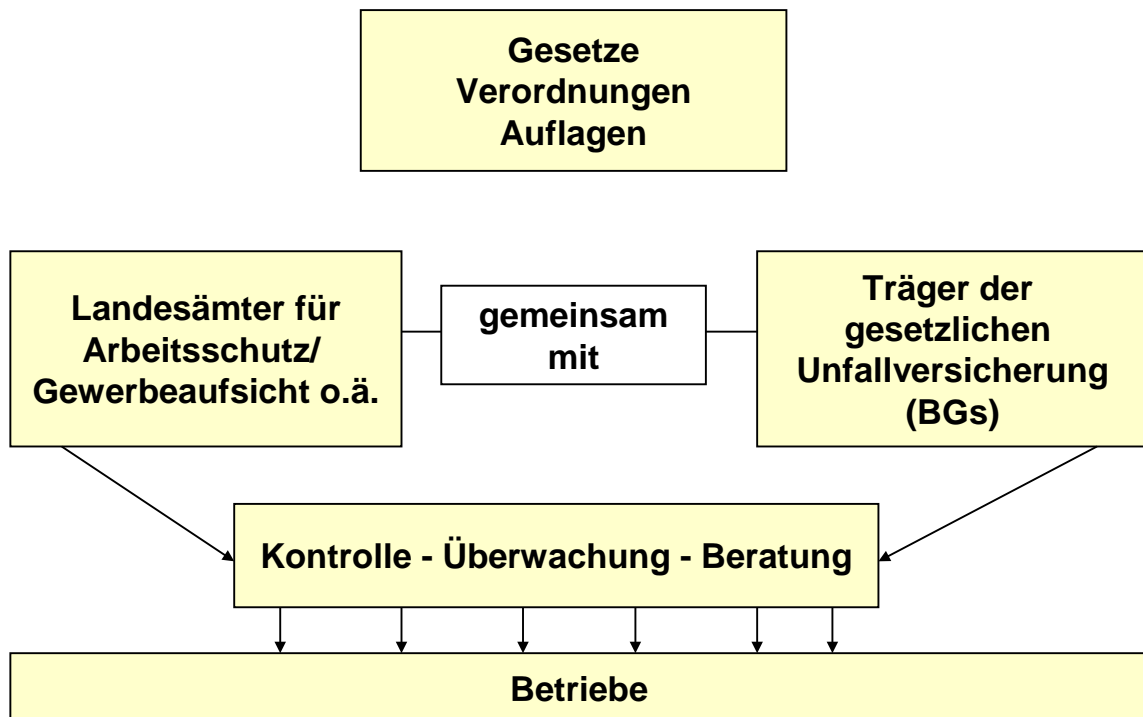 Gesetze
Verordnungen
Auflagen
Landesämter für
Arbeitsschutz/
Gewerbeaufsicht o.ä.
gemeinsam
mit
Träger der
gesetzlichen
Unfallversicherung
(BGs)
Kontrolle - Überwachung - Beratung
Betriebe